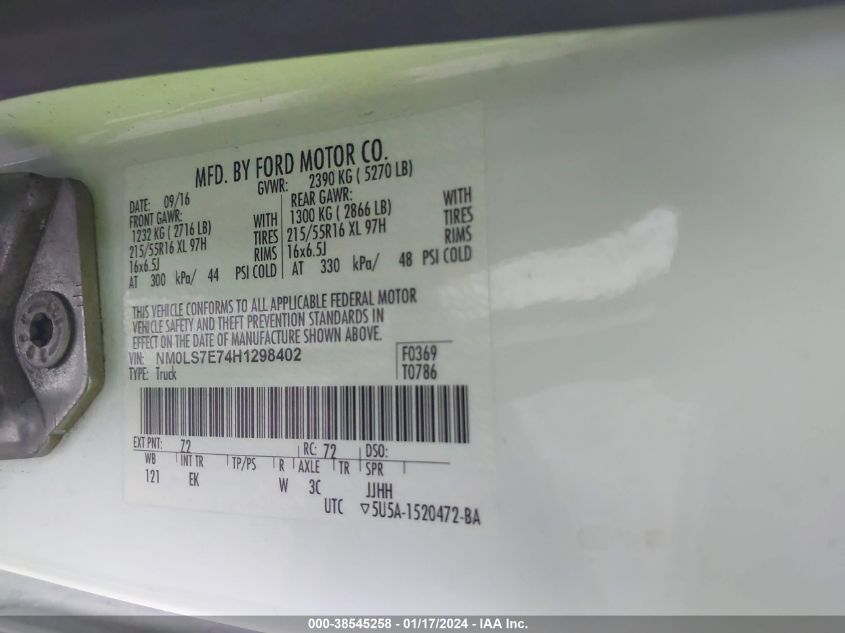 MFD. BY FORD MOTOR CO.
DATE: 09/16 GVWR: 2390 KG ( 5270 LB)
FRONT GAWR: WITH REAR GAWR: WITH
1232 KG ( 2716 LB) TIRES 1300 KG ( 2866 LB) TIRES
215/55R16 XL 97H RIMS 215/55R16 XL 97H RIMS
16x6.5J 16x6.5J
AT 300 kPa/ 44 PSI COLD AT 330 kPa/ 48 PSI COLD
THIS VEHICLE CONFORMS TO ALL APPLICABLE FEDERAL MOTOR
VEHICLE SAFETY AND THEFT PREVENTION STANDARDS IN
EFFECT ON THE DATE OF MANUFACTURE SHOWN ABOVE.
VIN: NM0LS7E74H1298402 F0369
TYPE: Truck T0786
EXT PNT: 72 RC: 72 DSO:
WB INT TR TP/PS R AXLE TR SPR
121 EK W 3C JJHH
UTC ▽5U5A-1520472-BA
000-38545258 - 01/17/2024 - IAA Inc.